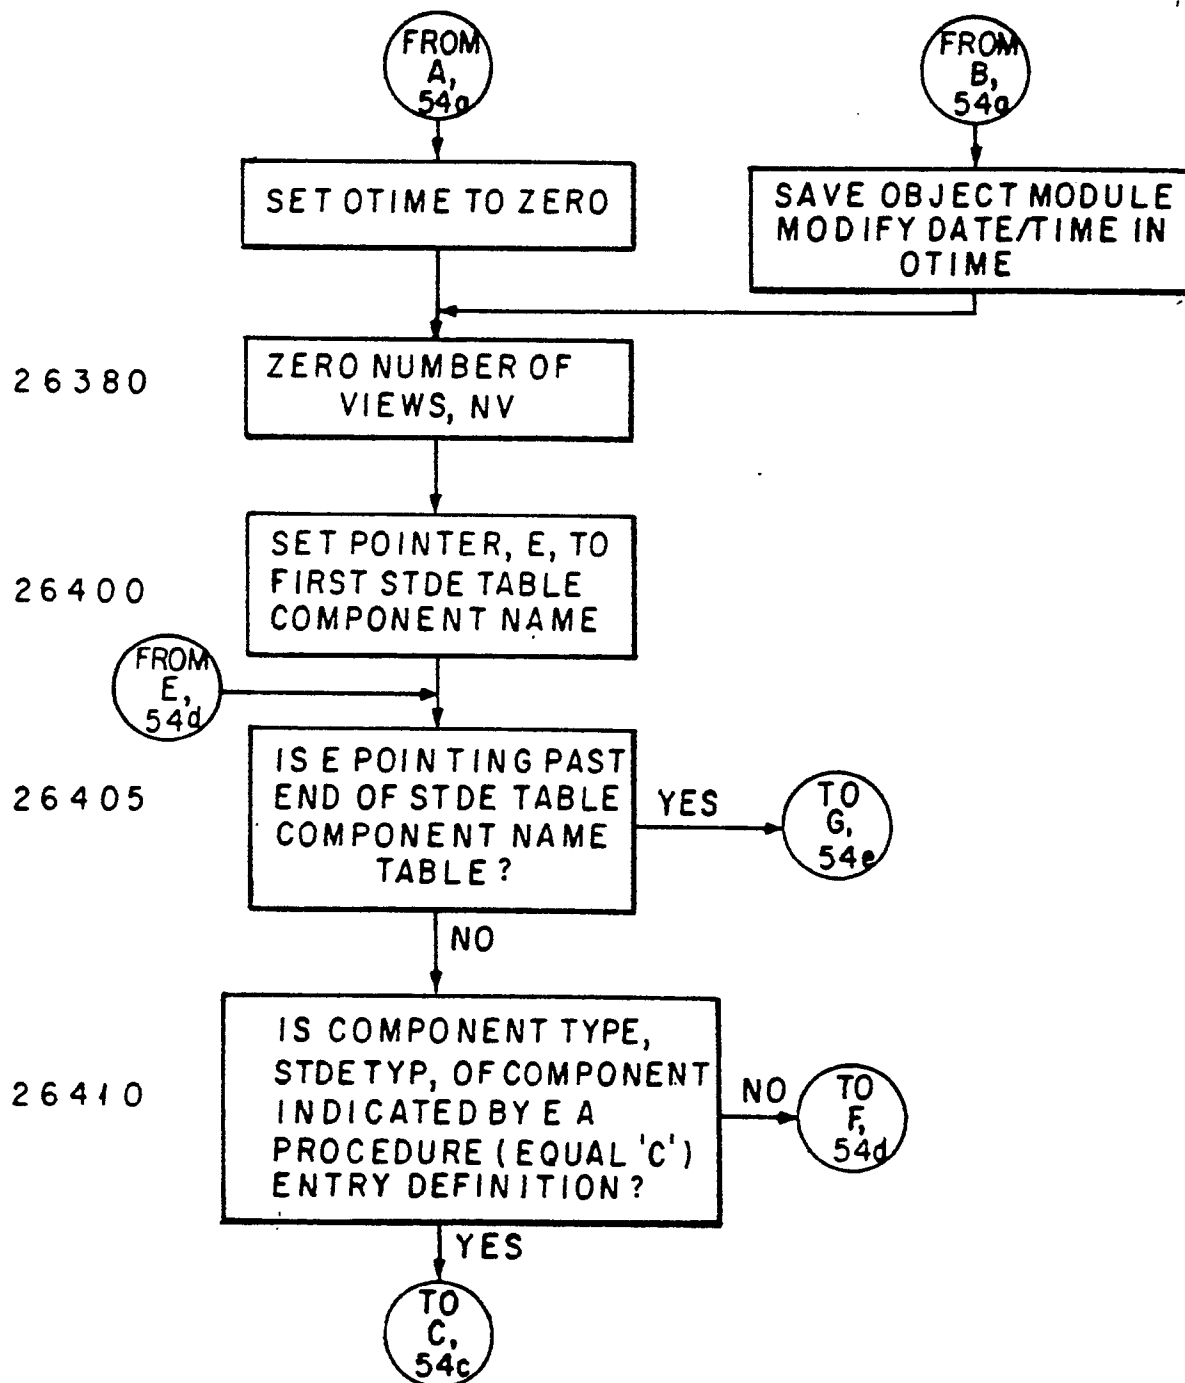 FROM
A,
54a
FROM
B,
54a
SET OTIME TO ZERO
SAVE OBJECT MODULE
MODIFY DATE/TIME IN
OTIME
26380
ZERO NUMBER OF
VIEWS, NV
26400
SET POINTER, E, TO
FIRST STDE TABLE
COMPONENT NAME
FROM
E,
54d
26405
IS E POINTING PAST
END OF STDE TABLE
COMPONENT NAME
TABLE?
YES
TO
G,
54e
NO
26410
IS COMPONENT TYPE,
STDETYP, OF COMPONENT
INDICATED BY E A
PROCEDURE (EQUAL 'C')
ENTRY DEFINITION?
NO
TO
F,
54d
YES
TO
C,
54c